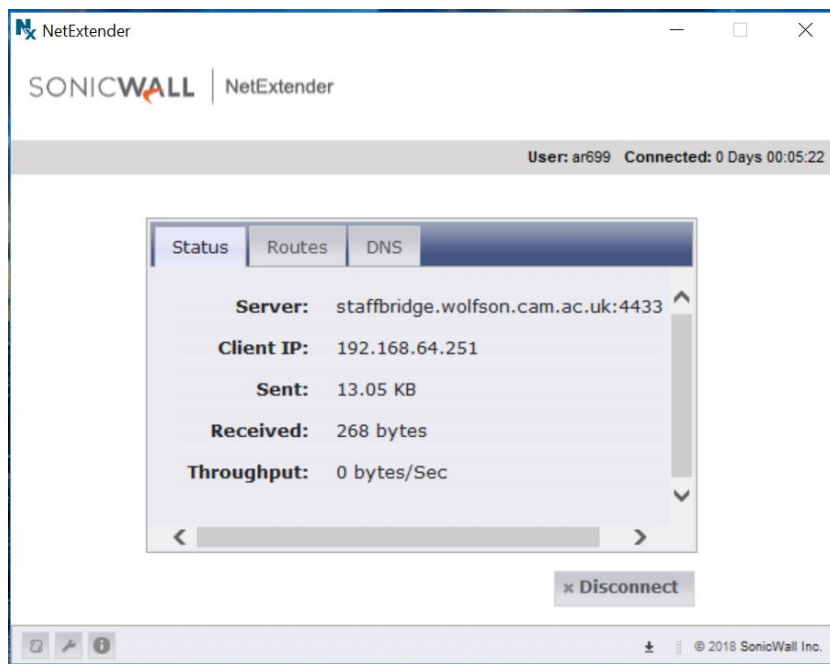 NetExtender
SONICWALL NetExtender
User: ar699 Connected: 0 Days 00:05:22
Status Routes DNS
Server: staffbridge.wolfson.cam.ac.uk:4433
Client IP: 192.168.64.251
Sent: 13.05 KB
Received: 268 bytes
Throughput: 0 bytes/Sec
× Disconnect
© 2018 SonicWall Inc.